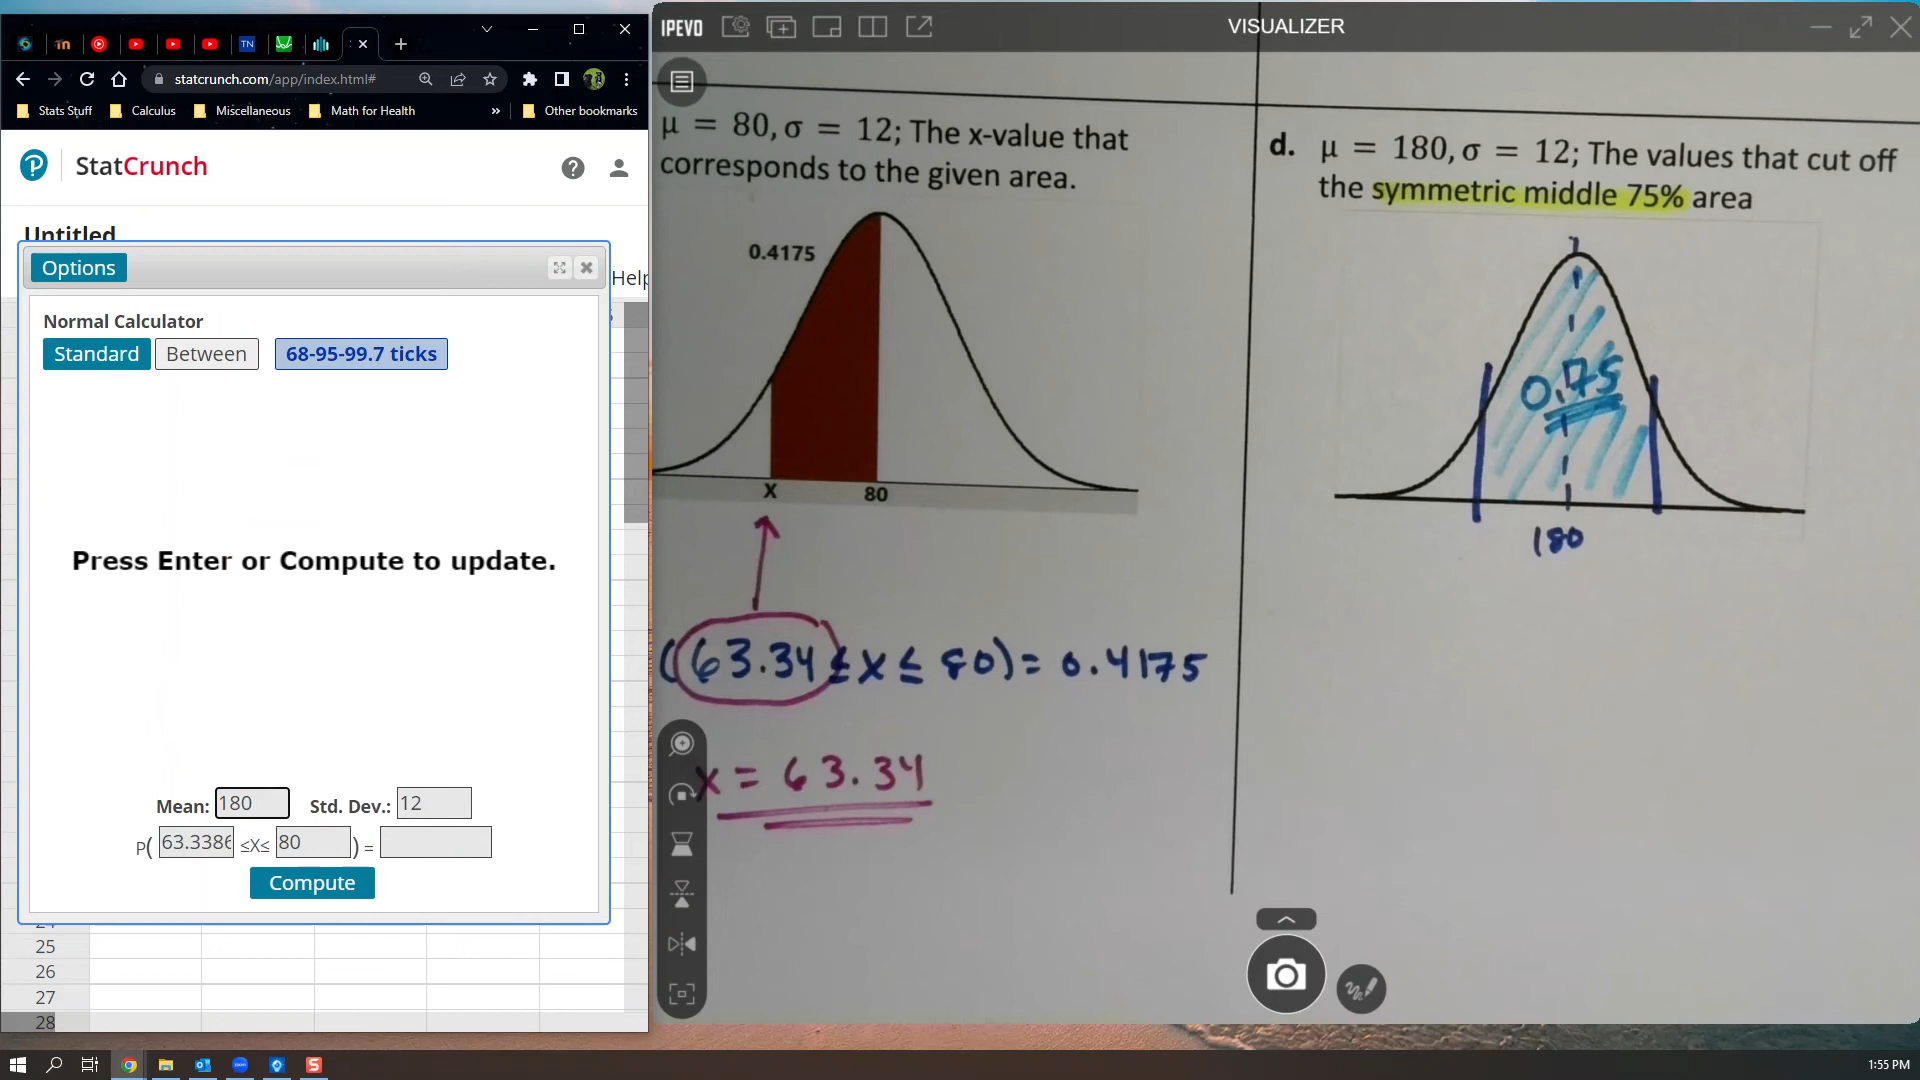 statcrunch.com/app/index.html#
Stats Stuff
Calculus
Miscellaneous
Math for Health
»
Other bookmarks
StatCrunch
Untitled
Options
Help
Normal Calculator
Standard
Between
68-95-99.7 ticks
Press Enter or Compute to update.
Mean: 180 Std. Dev.: 12
P( 63.3386 ≤X≤ 80 ) =
Compute
25
26
27
28
IPEVO
VISUALIZER
μ = 80, σ = 12; The x-value that
corresponds to the given area.
0.4175
X
80
(63.34 ≤ x ≤ 80) = 0.4175
x = 63.34
d. μ = 180, σ = 12; The values that cut off
the symmetric middle 75% area
0.75
180
1:55 PM